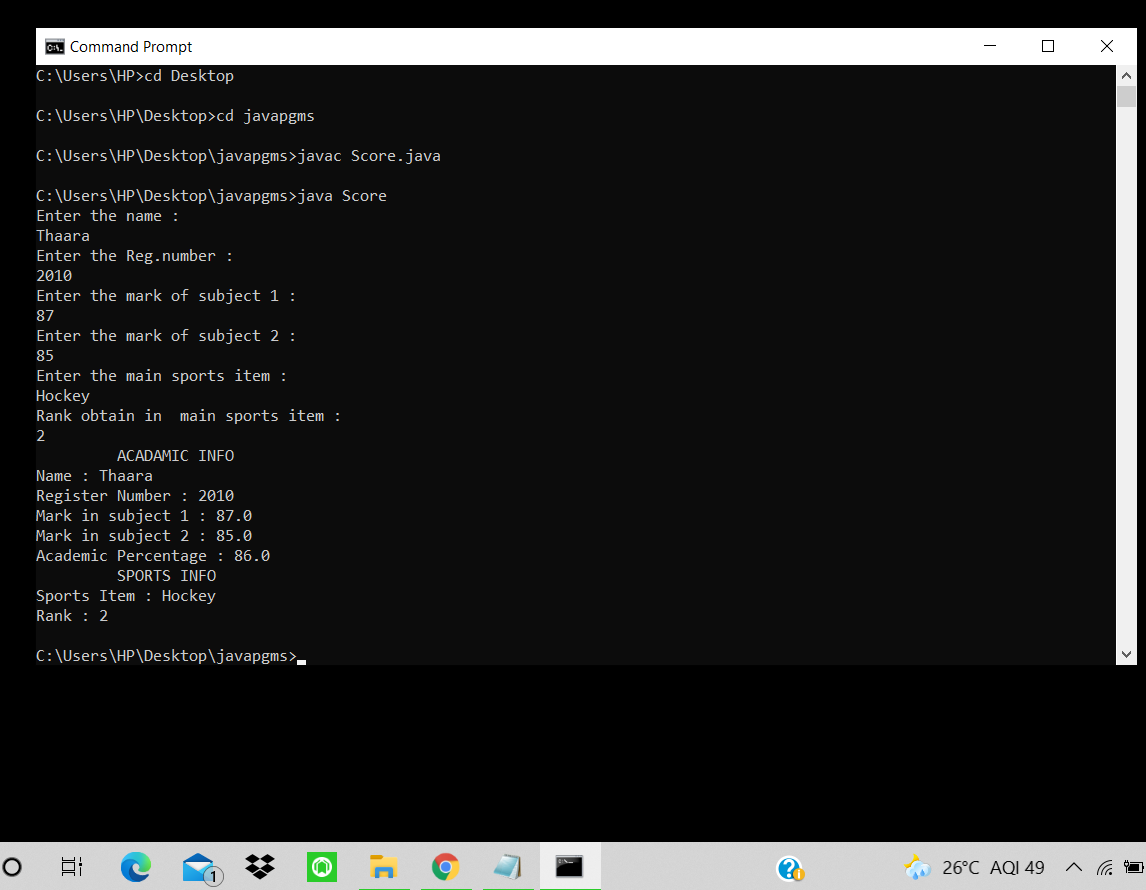 Command Prompt
C:\Users\HP>cd Desktop
C:\Users\HP\Desktop>cd javapgms
C:\Users\HP\Desktop\javapgms>javac Score.java
C:\Users\HP\Desktop\javapgms>java Score
Enter the name :
Thaara
Enter the Reg.number :
2010
Enter the mark of subject 1 :
87
Enter the mark of subject 2 :
85
Enter the main sports item :
Hockey
Rank obtain in  main sports item :
2
ACADAMIC INFO
Name : Thaara
Register Number : 2010
Mark in subject 1 : 87.0
Mark in subject 2 : 85.0
Academic Percentage : 86.0
SPORTS INFO
Sports Item : Hockey
Rank : 2
C:\Users\HP\Desktop\javapgms>
1
26°C AQI 49